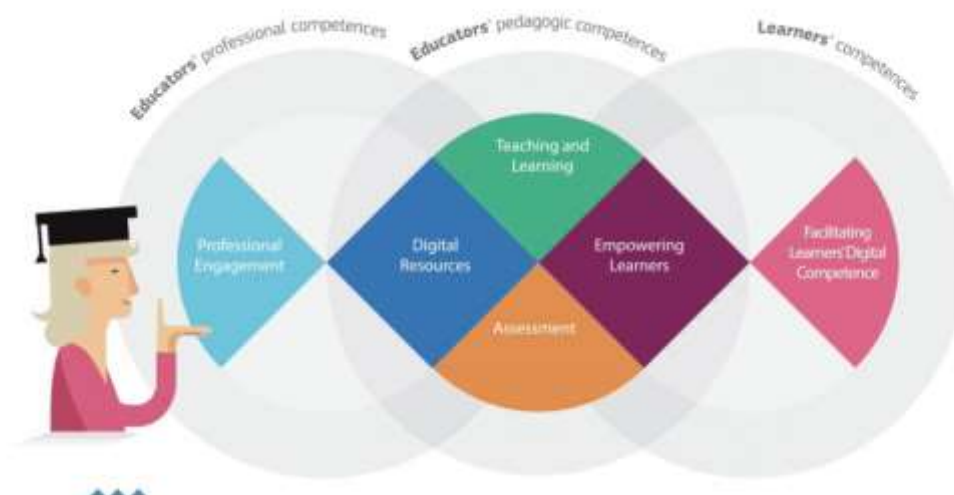 Educators' professional competences
Educators' pedagogic competences
Learners' competences
Teaching and
Learning
Professional
Engagement
Digital
Resources
Empowering
Learners
Facilitating
Learners' Digital
Competence
Assessment